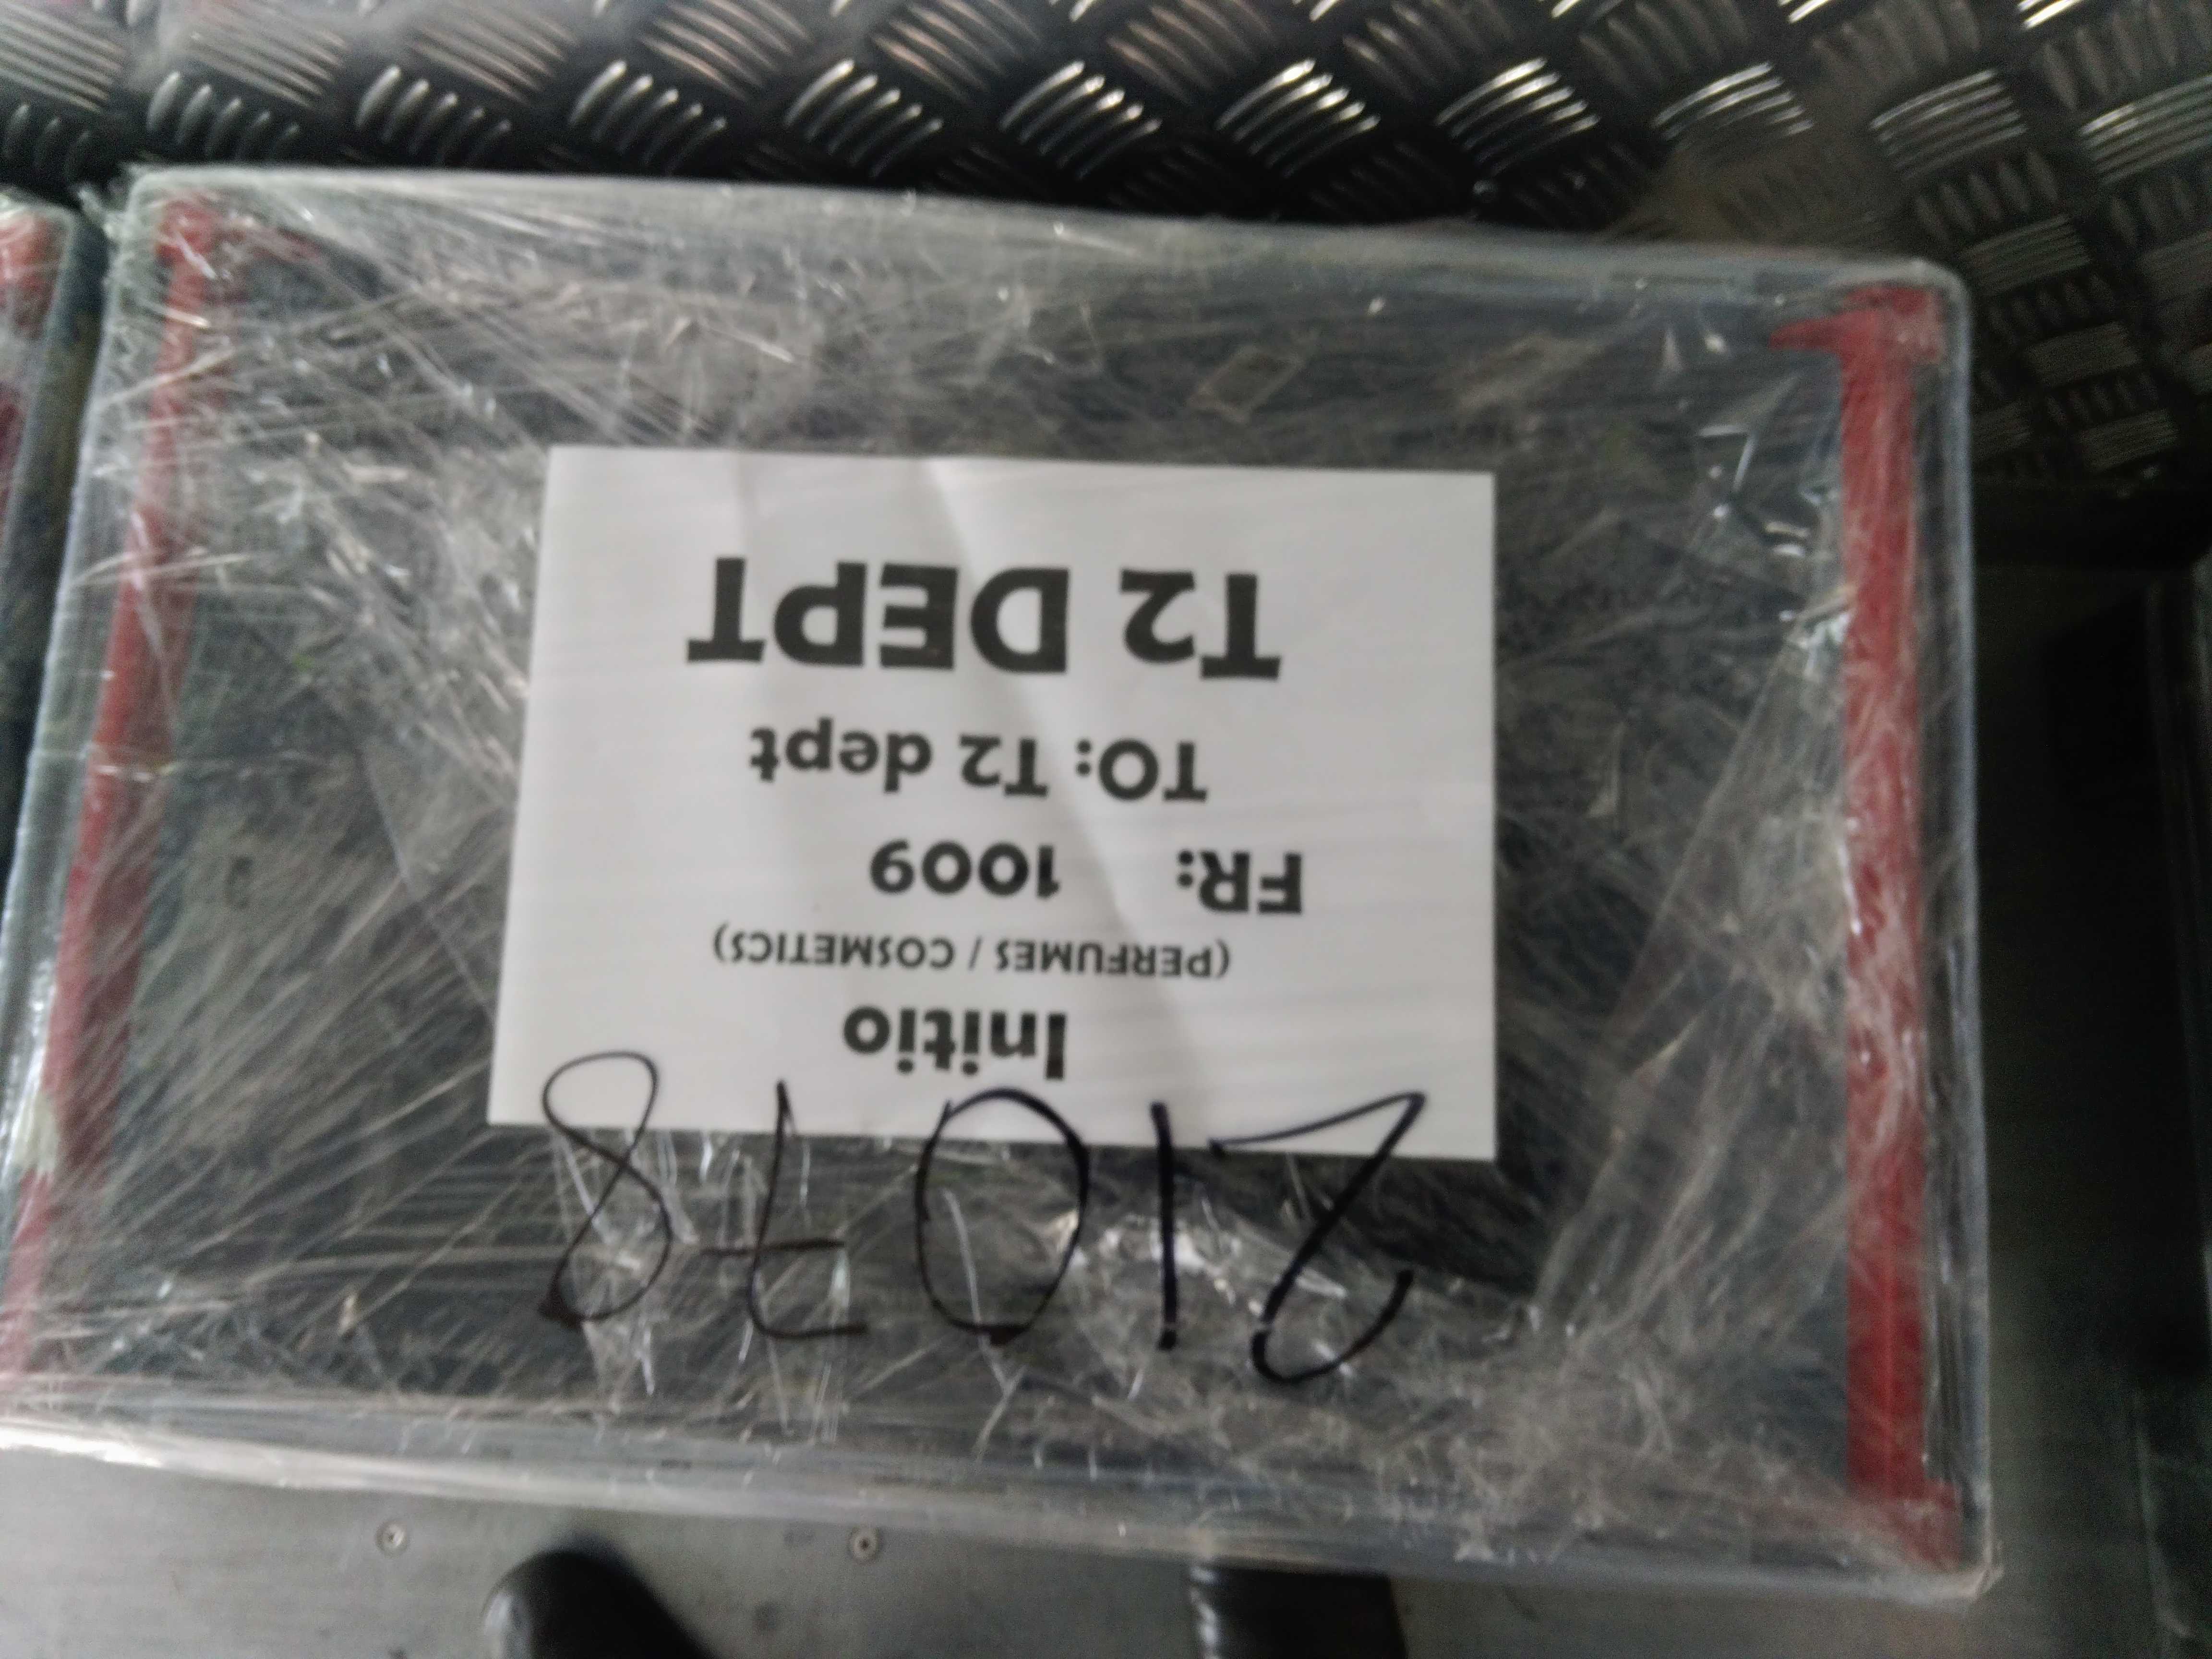 21078
Initio
(PERFUMES / COSMETICS)
FR: 1009
TO: T2 dept
T2 DEPT